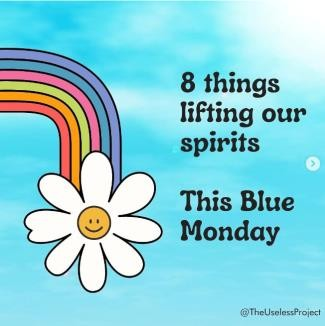 8 things
lifting our
spirits
This Blue
Monday
@TheUselessProject